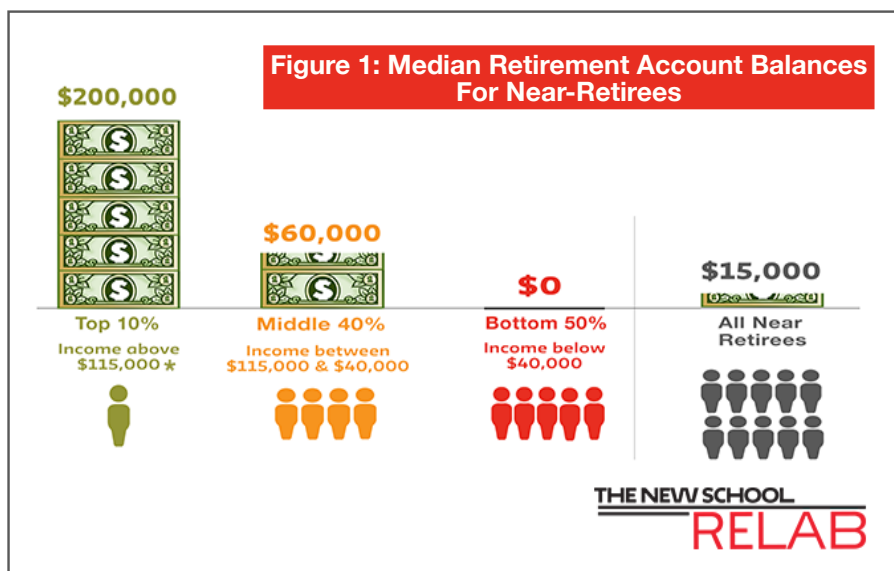 Figure 1: Median Retirement Account Balances
For Near-Retirees
$200,000
$60,000
$0
$15,000
Top 10%
Income above
$115,000 *
Middle 40%
Income between
$115,000 & $40,000
Bottom 50%
Income below
$40,000
All Near
Retirees
THE NEW SCHOOL
RELAB